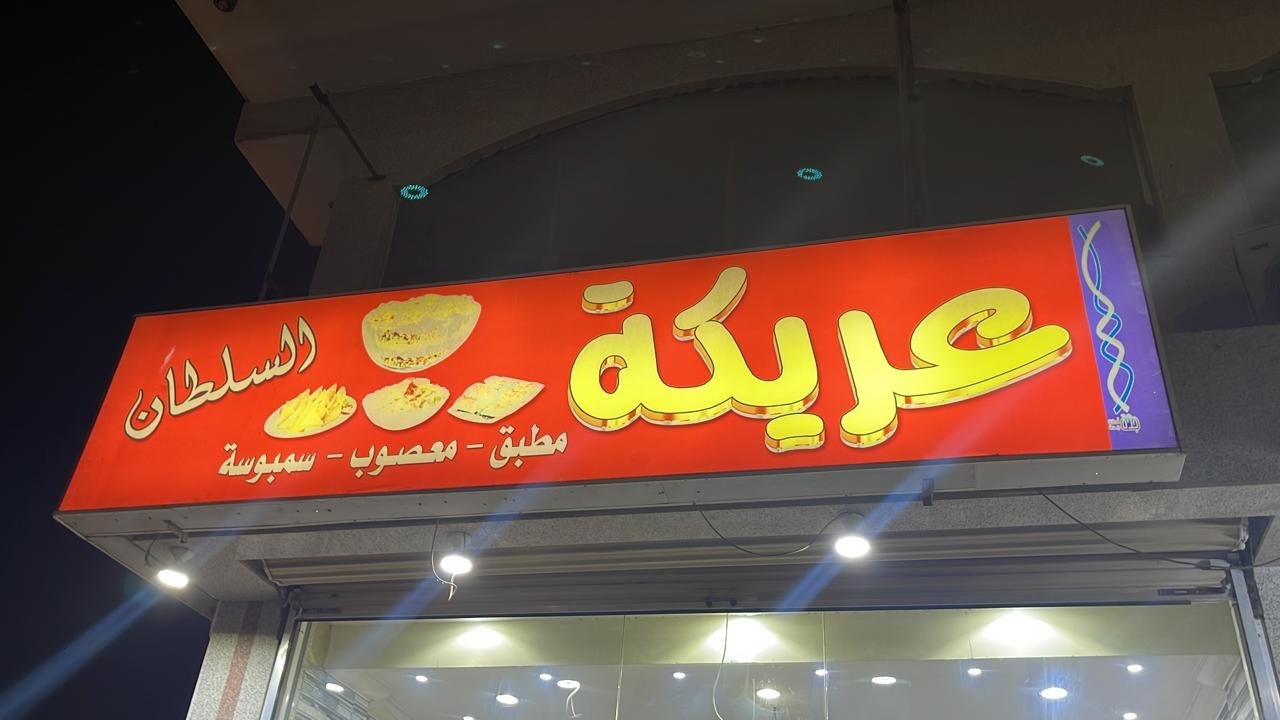 عريكة
السلطان
مطبق - معصوب - سمبوسة